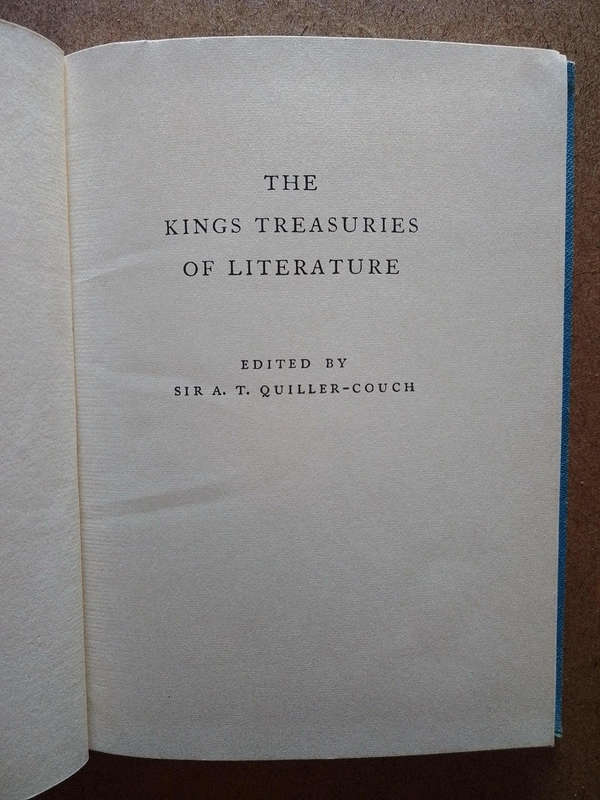 THE
KINGS TREASURIES
OF LITERATURE
EDITED BY
SIR A. T. QUILLER-COUCH